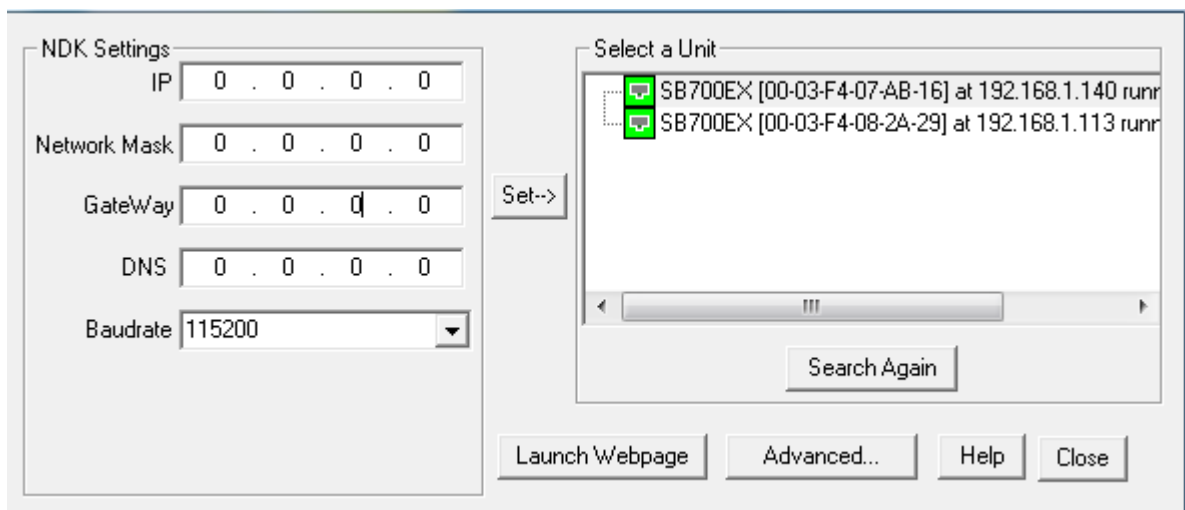 NDK Settings
IP 0 . 0 . 0 . 0
Network Mask 0 . 0 . 0 . 0
GateWay 0 . 0 . 0 . 0
DNS 0 . 0 . 0 . 0
Baudrate 115200
Set-->
Select a Unit
SB700EX [00-03-F4-07-AB-16] at 192.168.1.140
SB700EX [00-03-F4-08-2A-29] at 192.168.1.113
Search Again
Launch Webpage
Advanced...
Help
Close